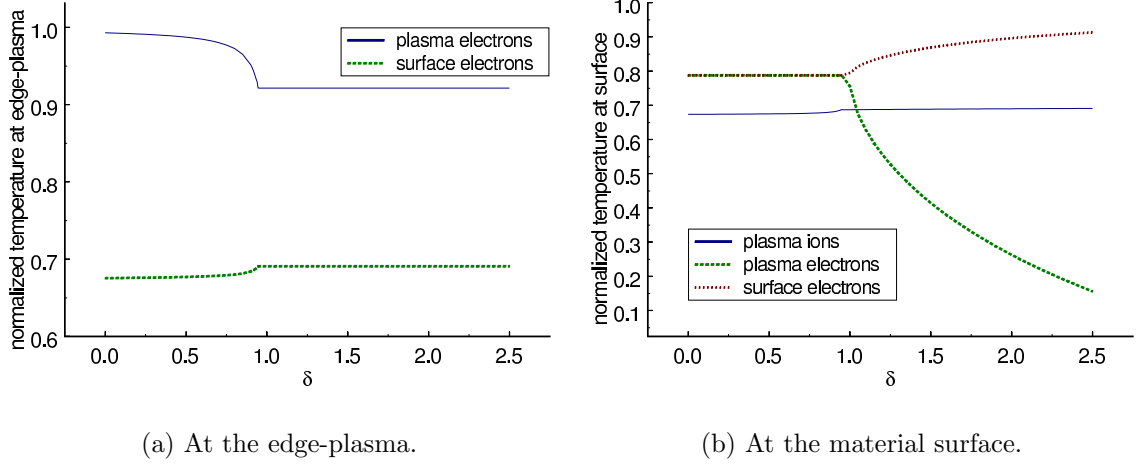 normalized temperature at edge-plasma
1.0
0.9
0.8
0.7
0.6
plasma electrons
surface electrons
0.0 0.5 1.0 1.5 2.0 2.5
δ
(a) At the edge-plasma.
normalized temperature at surface
1.0
0.9
0.8
0.7
0.6
0.5
0.4
0.3
0.2
0.1
plasma ions
plasma electrons
surface electrons
0.0 0.5 1.0 1.5 2.0 2.5
δ
(b) At the material surface.